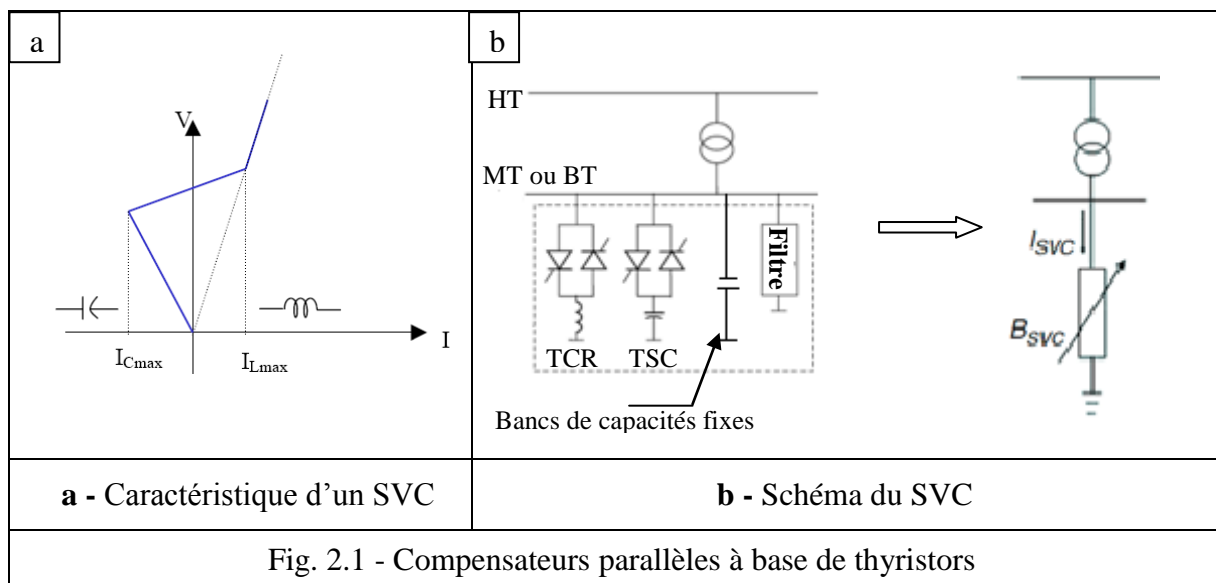 a
V
I
I_Cmax
I_Lmax
b
HT
MT ou BT
Filtre
TCR
TSC
Bancs de capacités fixes
I_SVC
B_SVC
a - Caractéristique d'un SVC
b - Schéma du SVC
Fig. 2.1 - Compensateurs parallèles à base de thyristors